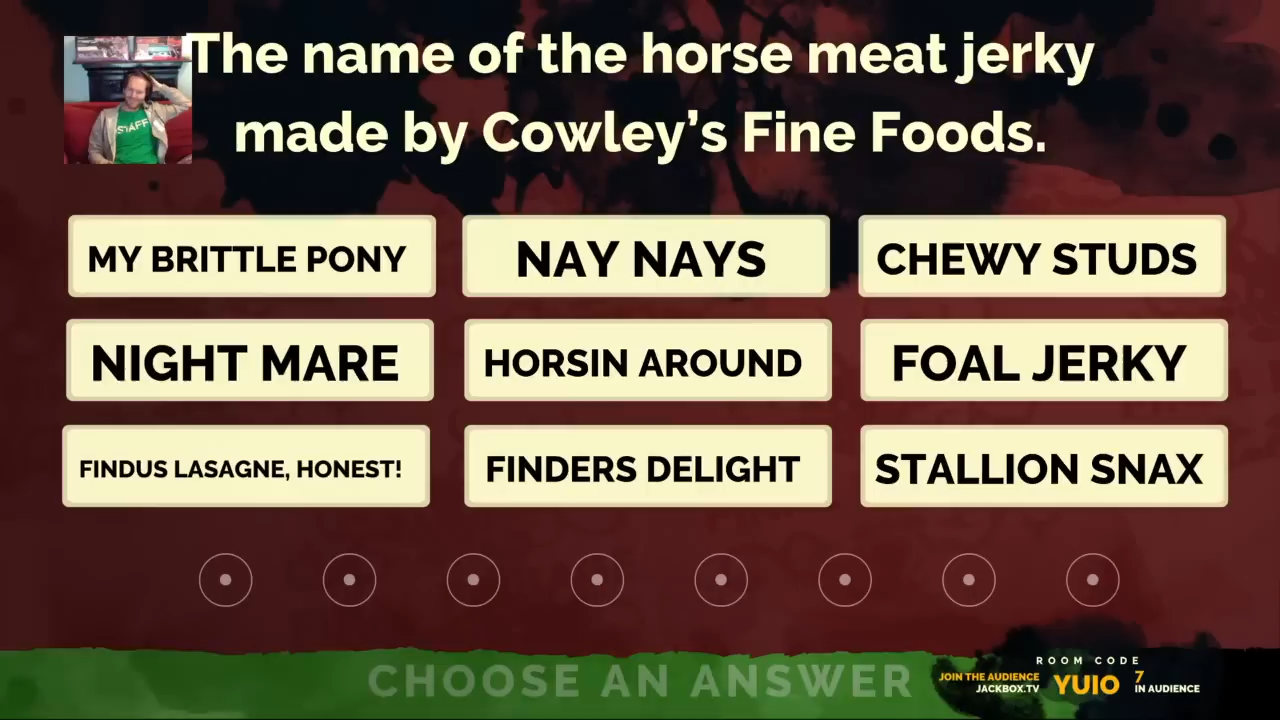 The name of the horse meat jerky
made by Cowley's Fine Foods.
STAFF
MY BRITTLE PONY
NAY NAYS
CHEWY STUDS
NIGHT MARE
HORSIN AROUND
FOAL JERKY
FINDUS LASAGNE, HONEST!
FINDERS DELIGHT
STALLION SNAX
CHOOSE AN ANSWER
ROOM CODE
JOIN THE AUDIENCE
JACKBOX.TV
YUIO
7
IN AUDIENCE